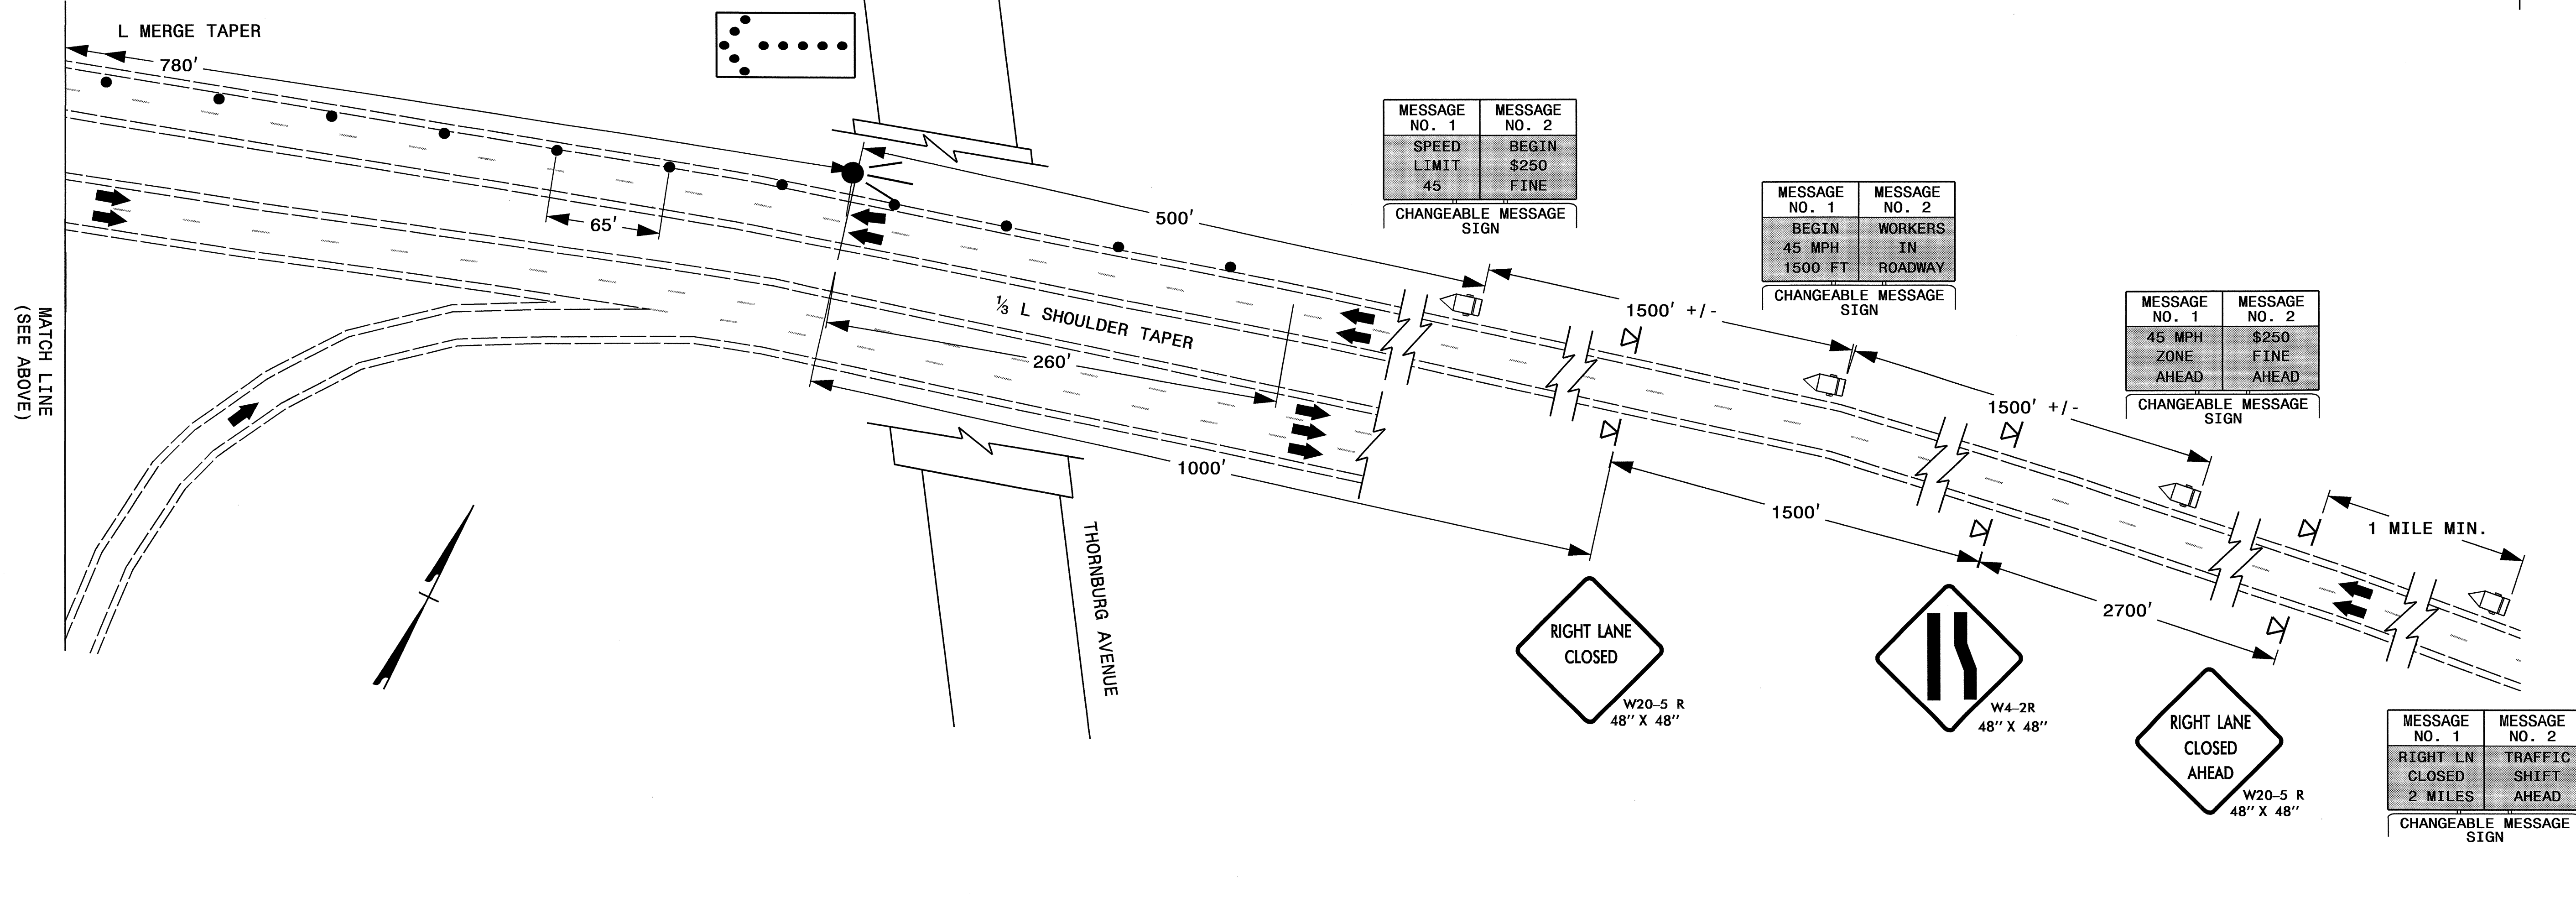 L MERGE TAPER
780'
65'
MATCH LINE
(SEE ABOVE)
500'
⅓ L SHOULDER TAPER
260'
1000'
THORNBURG AVENUE
MESSAGE NO. 1
MESSAGE NO. 2
SPEED BEGIN
LIMIT $250
45 FINE
CHANGEABLE MESSAGE
SIGN
1500' +/-
MESSAGE NO. 1
MESSAGE NO. 2
BEGIN WORKERS
45 MPH IN
1500 FT ROADWAY
CHANGEABLE MESSAGE
SIGN
1500' +/-
MESSAGE NO. 1
MESSAGE NO. 2
45 MPH $250
ZONE FINE
AHEAD AHEAD
CHANGEABLE MESSAGE
SIGN
1 MILE MIN.
1500'
2700'
RIGHT LANE
CLOSED
W20-5 R
48" X 48"
W4-2R
48" X 48"
RIGHT LANE
CLOSED
AHEAD
W20-5 R
48" X 48"
MESSAGE NO. 1
MESSAGE NO. 2
RIGHT LN TRAFFIC
CLOSED SHIFT
2 MILES AHEAD
CHANGEABLE MESSAGE
SIGN